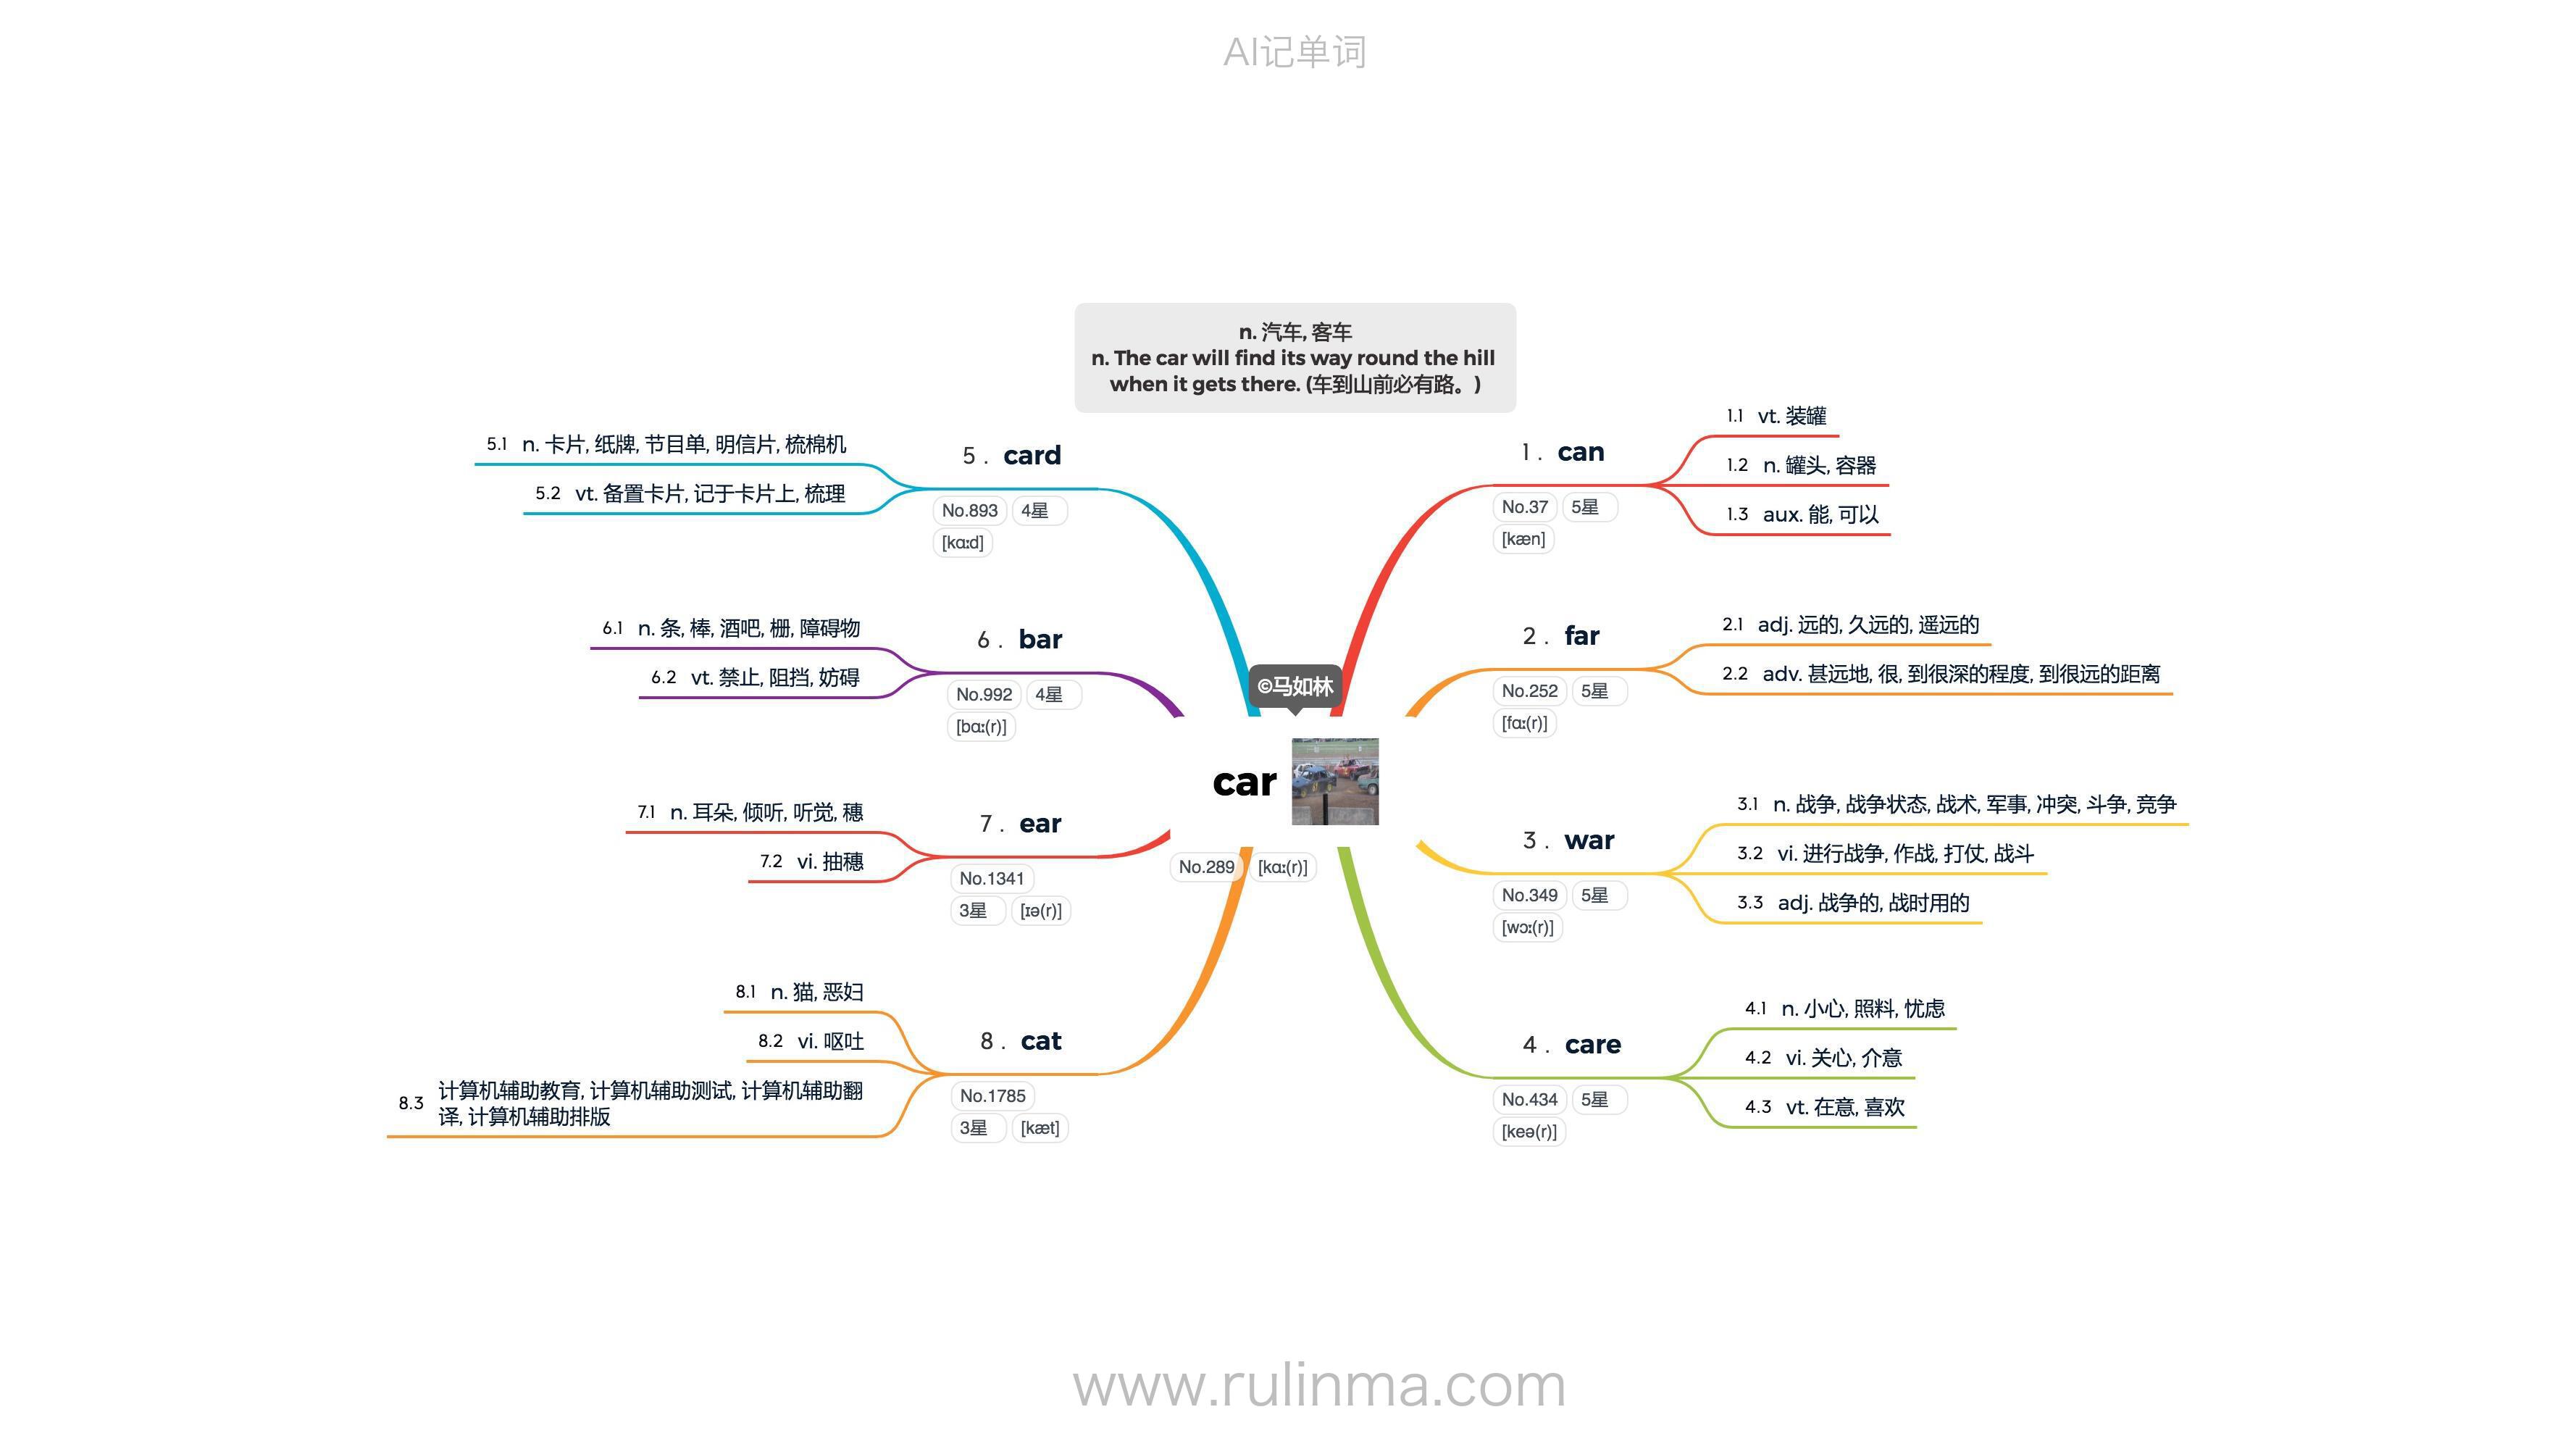 AI记单词
n. 汽车, 客车
n. The car will find its way round the hill
when it gets there. (车到山前必有路。)
©马如林
car
No.289 [kɑː(r)]
1 . can
No.37 5星
[kæn]
1.1 vt. 装罐
1.2 n. 罐头, 容器
1.3 aux. 能, 可以
2 . far
No.252 5星
[fɑː(r)]
2.1 adj. 远的, 久远的, 遥远的
2.2 adv. 甚远地, 很, 到很深的程度, 到很远的距离
3 . war
No.349 5星
[wɔː(r)]
3.1 n. 战争, 战争状态, 战术, 军事, 冲突, 斗争, 竞争
3.2 vi. 进行战争, 作战, 打仗, 战斗
3.3 adj. 战争的, 战时用的
4 . care
No.434 5星
[keə(r)]
4.1 n. 小心, 照料, 忧虑
4.2 vi. 关心, 介意
4.3 vt. 在意, 喜欢
5 . card
No.893 4星
[kɑːd]
5.1 n. 卡片, 纸牌, 节目单, 明信片, 梳棉机
5.2 vt. 备置卡片, 记于卡片上, 梳理
6 . bar
No.992 4星
[bɑː(r)]
6.1 n. 条, 棒, 酒吧, 栅, 障碍物
6.2 vt. 禁止, 阻挡, 妨碍
7 . ear
No.1341
3星 [ɪə(r)]
7.1 n. 耳朵, 倾听, 听觉, 穗
7.2 vi. 抽穗
8 . cat
No.1785
3星 [kæt]
8.1 n. 猫, 恶妇
8.2 vi. 呕吐
8.3 计算机辅助教育, 计算机辅助测试, 计算机辅助翻
译, 计算机辅助排版
www.rulinma.com